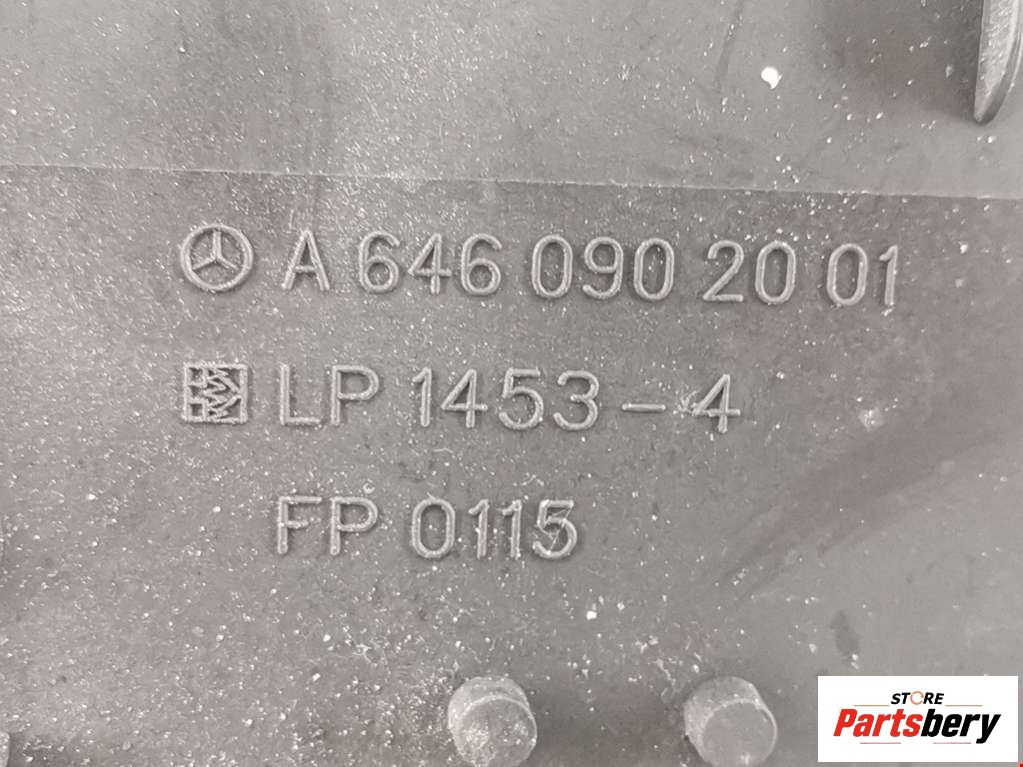 A 646 090 20 01
LP 1453-4
FP 0115
STORE
Partsbery